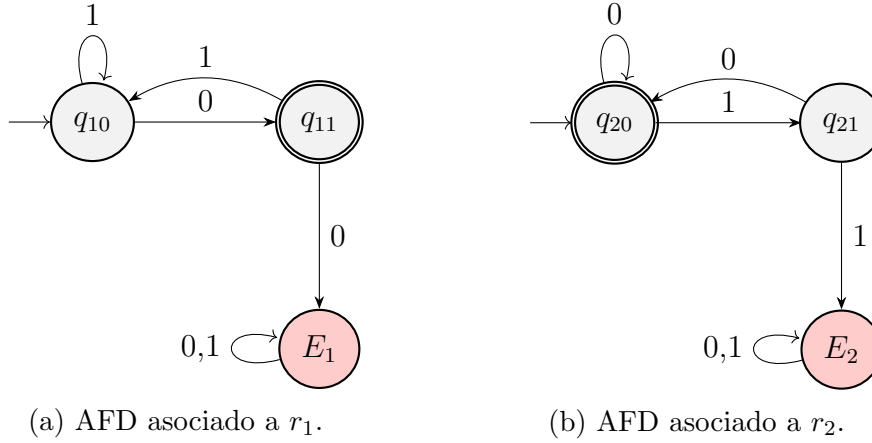 1
1
0
q10
q11
0
0,1
E1
(a) AFD asociado a r1.
0
0
1
q20
q21
1
0,1
E2
(b) AFD asociado a r2.